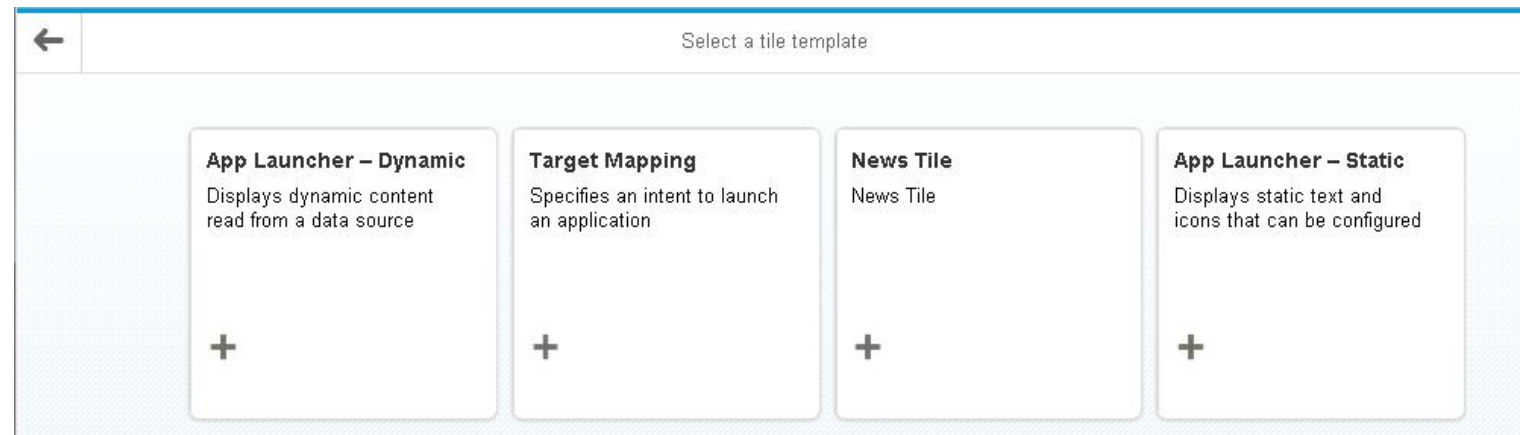 Select a tile template
App Launcher – Dynamic
Displays dynamic content
read from a data source
Target Mapping
Specifies an intent to launch
an application
News Tile
News Tile
App Launcher – Static
Displays static text and
icons that can be configured